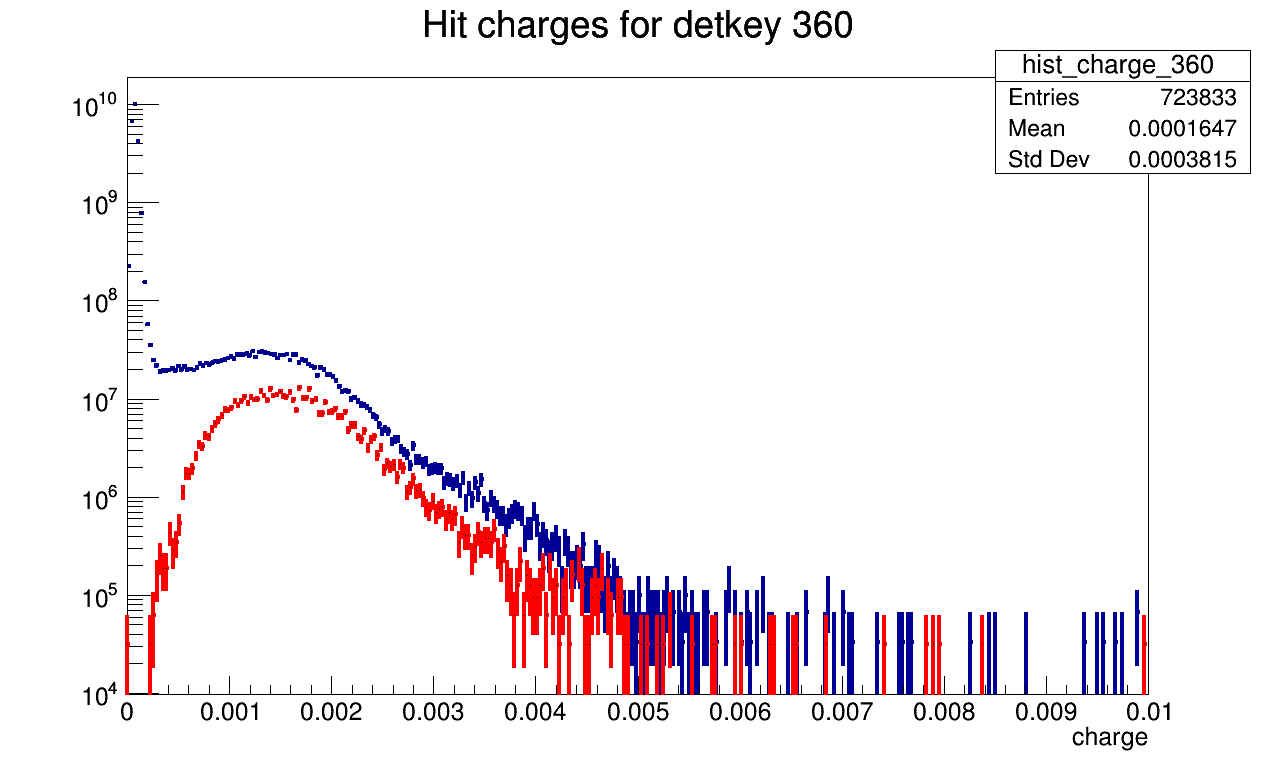 Hit charges for detkey 360
hist_charge_360
Entries 723833
Mean 0.0001647
Std Dev 0.0003815
10^10
10^9
10^8
10^7
10^6
10^5
10^4
0 0.001 0.002 0.003 0.004 0.005 0.006 0.007 0.008 0.009 0.01
charge